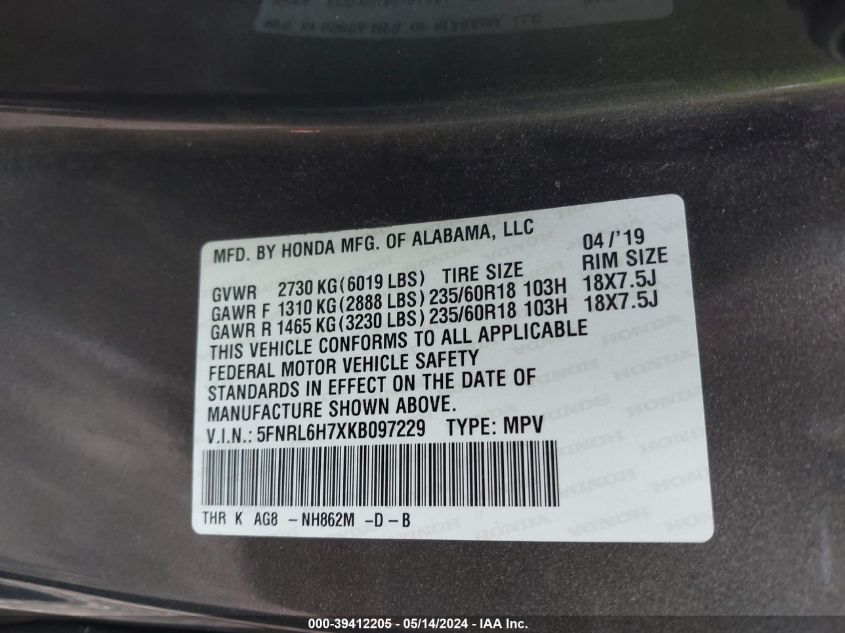 MFD. BY HONDA MFG. OF ALABAMA, LLC 04/'19
GVWR 2730 KG(6019 LBS) TIRE SIZE RIM SIZE
GAWR F 1310 KG(2888 LBS) 235/60R18 103H 18X7.5J
GAWR R 1465 KG(3230 LBS) 235/60R18 103H 18X7.5J
THIS VEHICLE CONFORMS TO ALL APPLICABLE
FEDERAL MOTOR VEHICLE SAFETY
STANDARDS IN EFFECT ON THE DATE OF
MANUFACTURE SHOWN ABOVE.
V.I.N.: 5FNRL6H7XKB097229 TYPE: MPV
THR K AG8 -NH862M -D -B
000-39412205 - 05/14/2024 - IAA Inc.